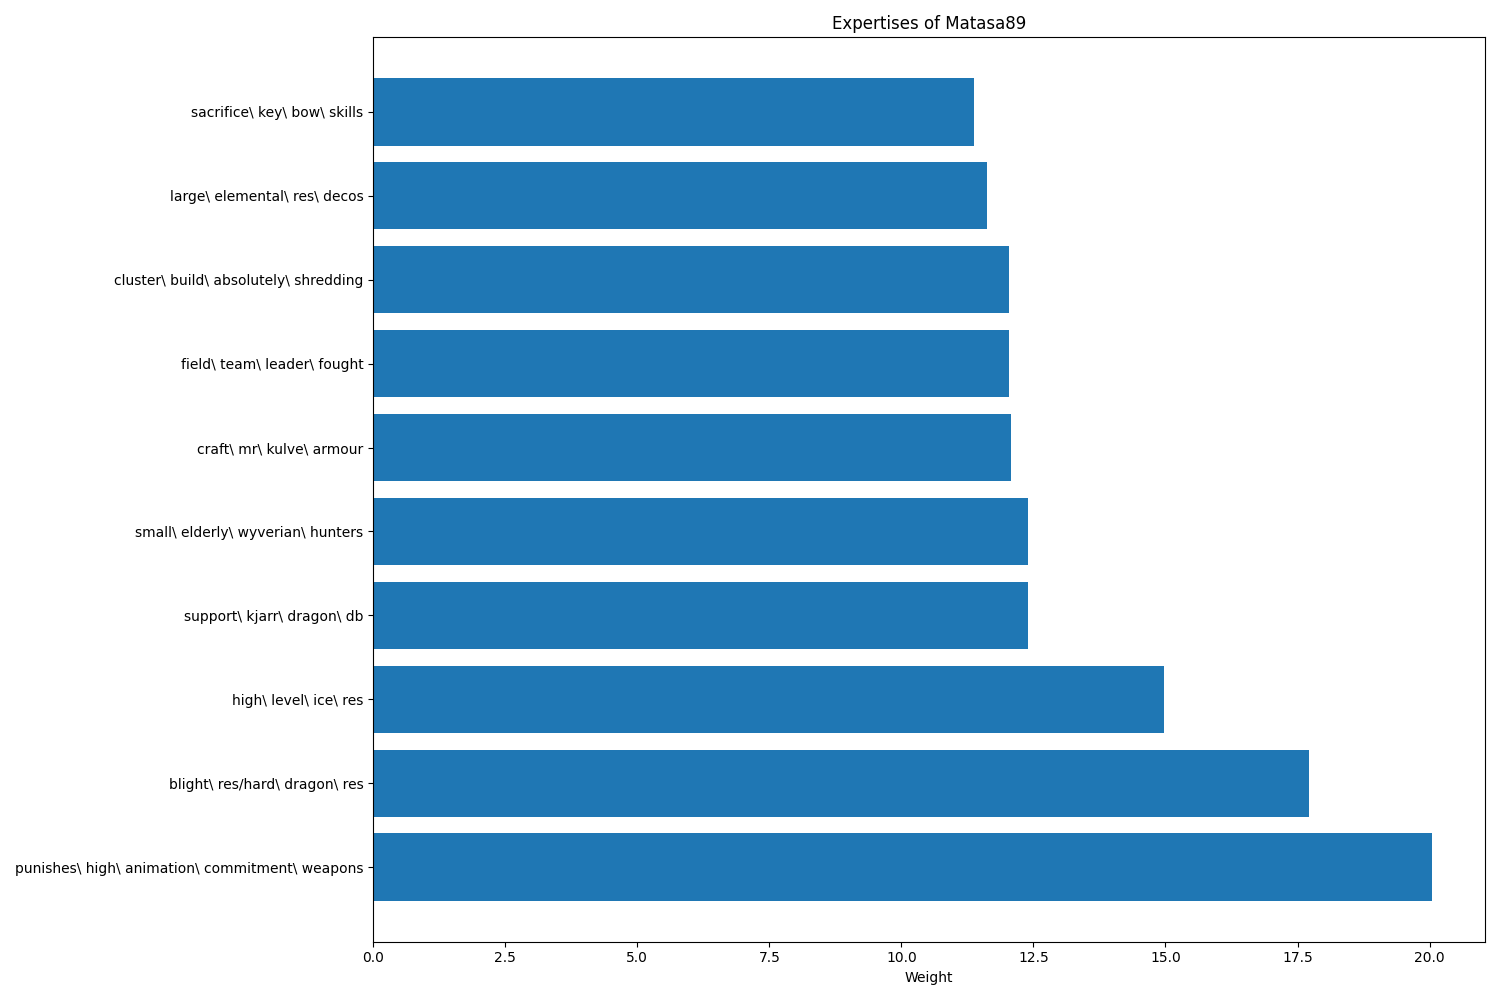 Expertises of Matasa89
sacrifice\ key\ bow\ skills
large\ elemental\ res\ decos
cluster\ build\ absolutely\ shredding
field\ team\ leader\ fought
craft\ mr\ kulve\ armour
small\ elderly\ wyverian\ hunters
support\ kjarr\ dragon\ db
high\ level\ ice\ res
blight\ res/hard\ dragon\ res
punishes\ high\ animation\ commitment\ weapons
0.0 2.5 5.0 7.5 10.0 12.5 15.0 17.5 20.0
Weight